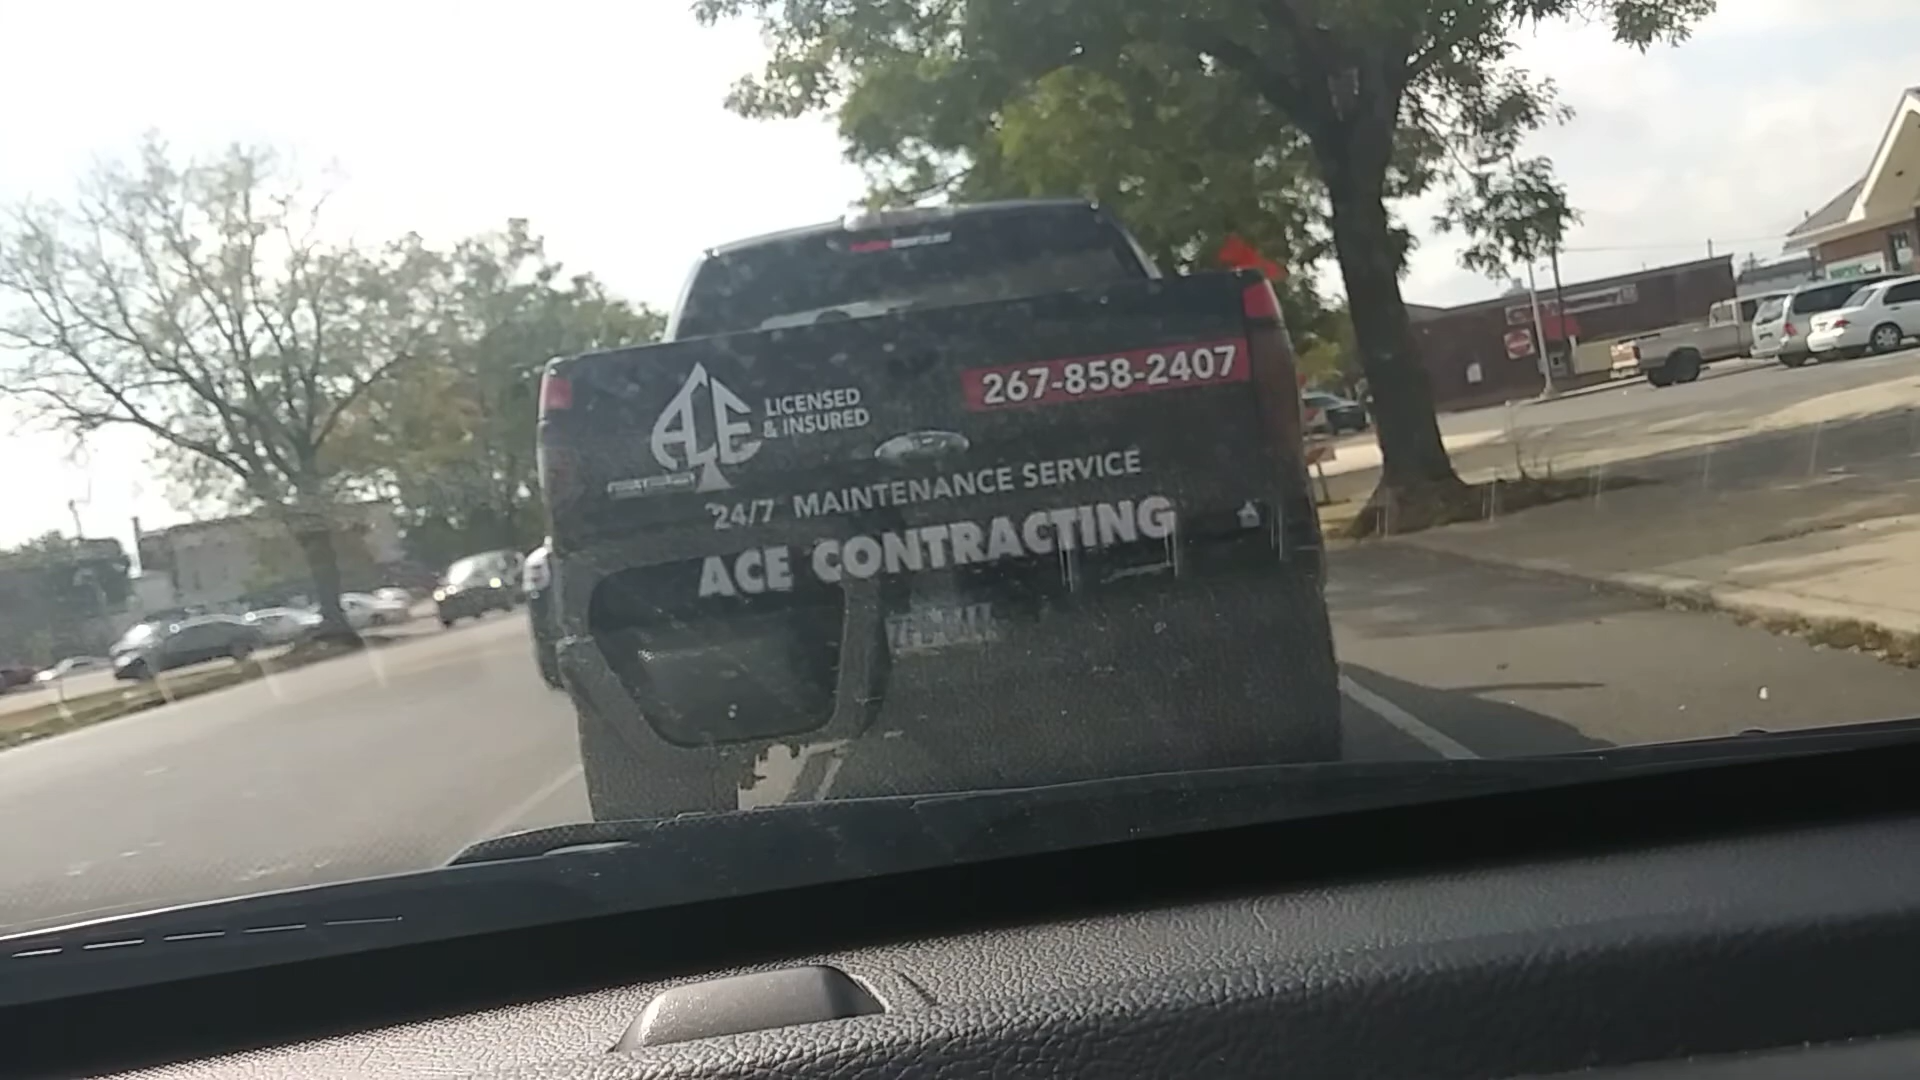 267-858-2407
ACE
LICENSED
& INSURED
24/7 MAINTENANCE SERVICE
ACE CONTRACTING